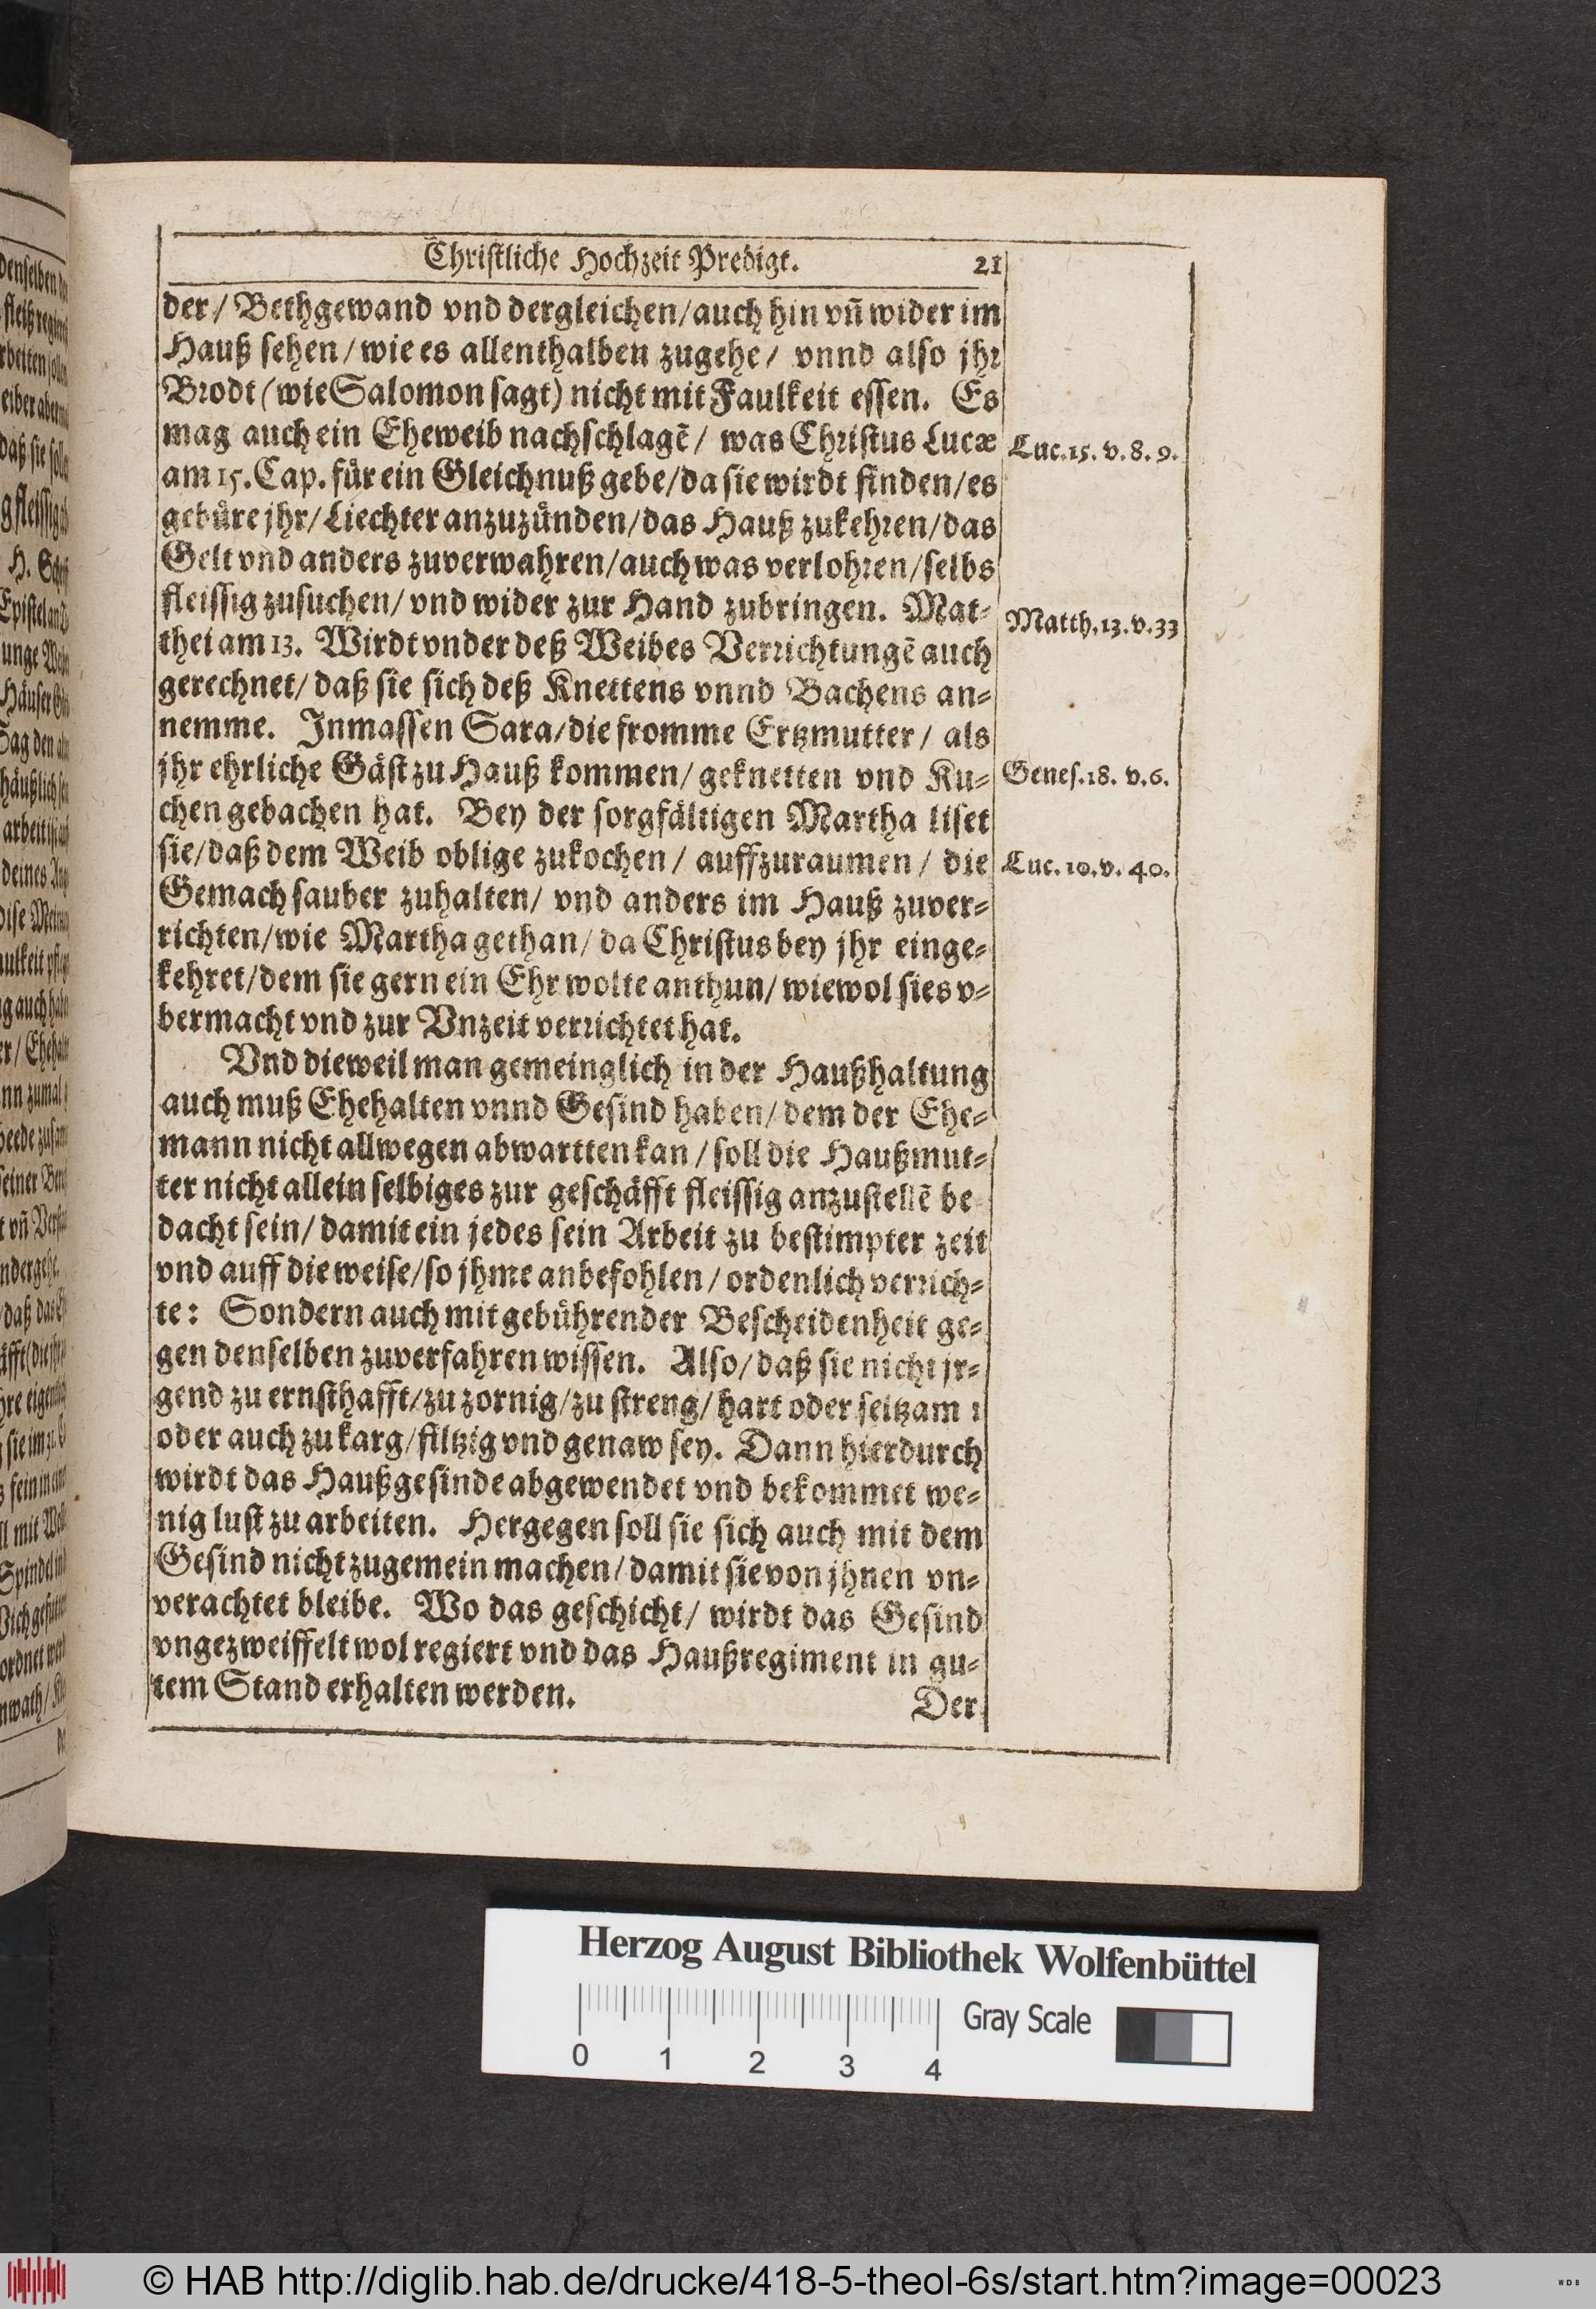 Christliche Hochzeit Predigt. 21
der/ Bethgewand vnd dergleichen/auch hin vñ wider im
Hauß sehen/wie es allenthalben zugehe/ vnnd also jhr
Brodt (wie Salomon sagt) nicht mit Faulkeit essen. Es
mag auch ein Eheweib nachschlagẽ/ was Christus Lucæ
Luc. 15. v. 8. 9.
am 15. Cap. für ein Gleichnuß gebe/da sie wirdt finden/es
gebüre jhr/Liechter anzuzünden/das Hauß zukehren/das
Gelt vnd anders zuverwahren/auch was verlohren/selbs
fleissig zusuchen/ vnd wider zur Hand zubringen. Mat-
Matth. 13. v. 33
thei am 13. Wirdt vnder deß Weibes Verrichtungẽ auch
gerechnet/ daß sie sich deß Knettens vnnd Bachens an-
nemme. Inmassen Sara/die fromme Ertzmutter/ als
jhr ehrliche Gäst zu Hauß kommen/ geknetten vnd Ku-
Genes. 18. v. 6.
chen gebachen hat. Bey der sorgfältigen Martha liset
sie/daß dem Weib oblige zukochen/ auffzuraumen/ die
Luc. 10. v. 40.
Gemach sauber zuhalten/ vnd anders im Hauß zuver-
richten/wie Martha gethan/ da Christus bey jhr einge-
kehret/dem sie gern ein Ehr wolte anthun/ wiewol sies v-
bermacht vnd zur Vnzeit verrichtet hat.
Vnd dieweil man gemeinglich in der Haußhaltung
auch muß Ehehalten vnnd Gesind haben/ dem der Ehe-
mann nicht allwegen abwartten kan/soll die Haußmut-
ter nicht allein selbiges zur geschäfft fleissig anzustellẽ be
dacht sein/ damit ein jedes sein Arbeit zu bestimpter zeit
vnd auff die weise/so jhme anbefohlen/ ordenlich verrich-
te: Sondern auch mit gebührender Bescheidenheit ge-
gen denselben zuverfahren wissen. Also/daß sie nicht jr-
gend zu ernsthafft/zu zornig/zu streng/ hart oder seltzam :
oder auch zu karg/filtzig vnd genaw sey. Dann hierdurch
wirdt das Haußgesinde abgewendet vnd bekommet we-
nig lust zu arbeiten. Hergegen soll sie sich auch mit dem
Gesind nicht zugemein machen/ damit sie von jhnen vn-
verachtet bleibe. Wo das geschicht/ wirdt das Gesind
vngezweiffelt wol regiert vnd das Haußregiment in gu-
tem Stand erhalten werden.
Der
Herzog August Bibliothek Wolfenbüttel
0 1 2 3 4
Gray Scale
© HAB http://diglib.hab.de/drucke/418-5-theol-6s/start.htm?image=00023
WDB